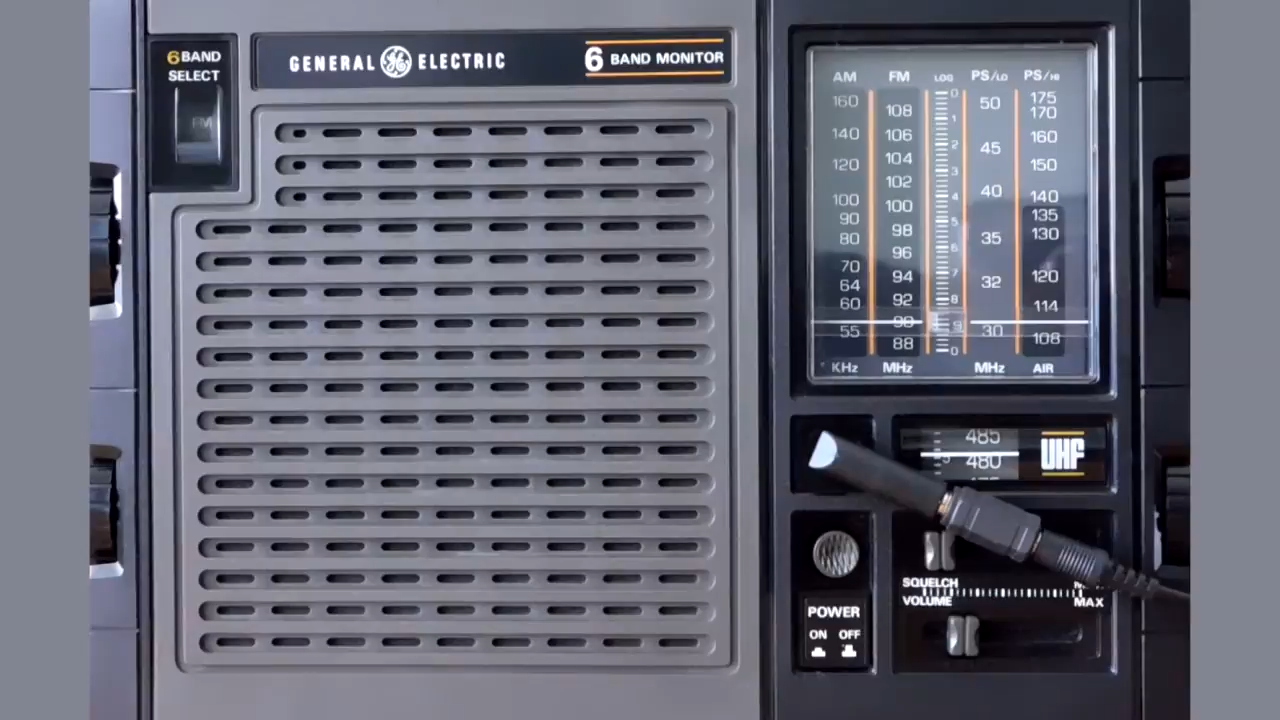 6 BAND
SELECT
FM
GENERAL GE ELECTRIC
6 BAND MONITOR
AM FM LOG PS/LO PS/HI
160 108 0 50 175
140 106 1 45 170
120 104 2 40 160
100 102 3 35 150
90 100 4 32 140
80 98 5 30 135
70 96 6 130
64 94 7 120
60 92 8 114
55 90 9 108
88 0
KHz MHz MHz AIR
485
5 480
UHF
SQUELCH
VOLUME MAX
POWER
ON OFF